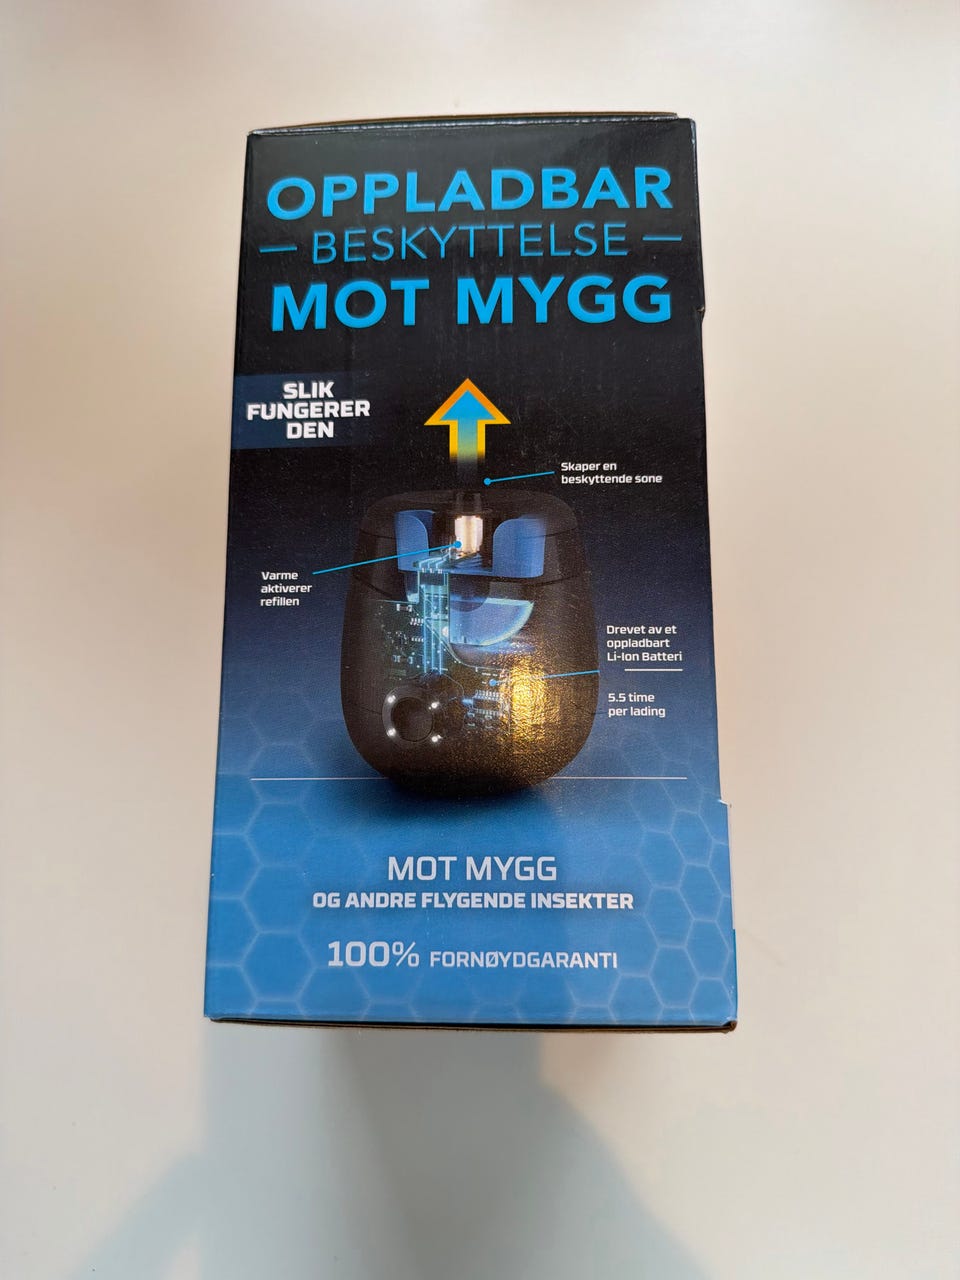 OPPLADBAR
BESKYTTELSE
MOT MYGG
SLIK
FUNGERER
DEN
Skaper en
beskyttende sone
Varme
aktiverer
refillen
Drevet av et
oppladbart
Li-Ion Batteri
5.5 time
per lading
MOT MYGG
OG ANDRE FLYGENDE INSEKTER
100% FORNØYDGARANTI